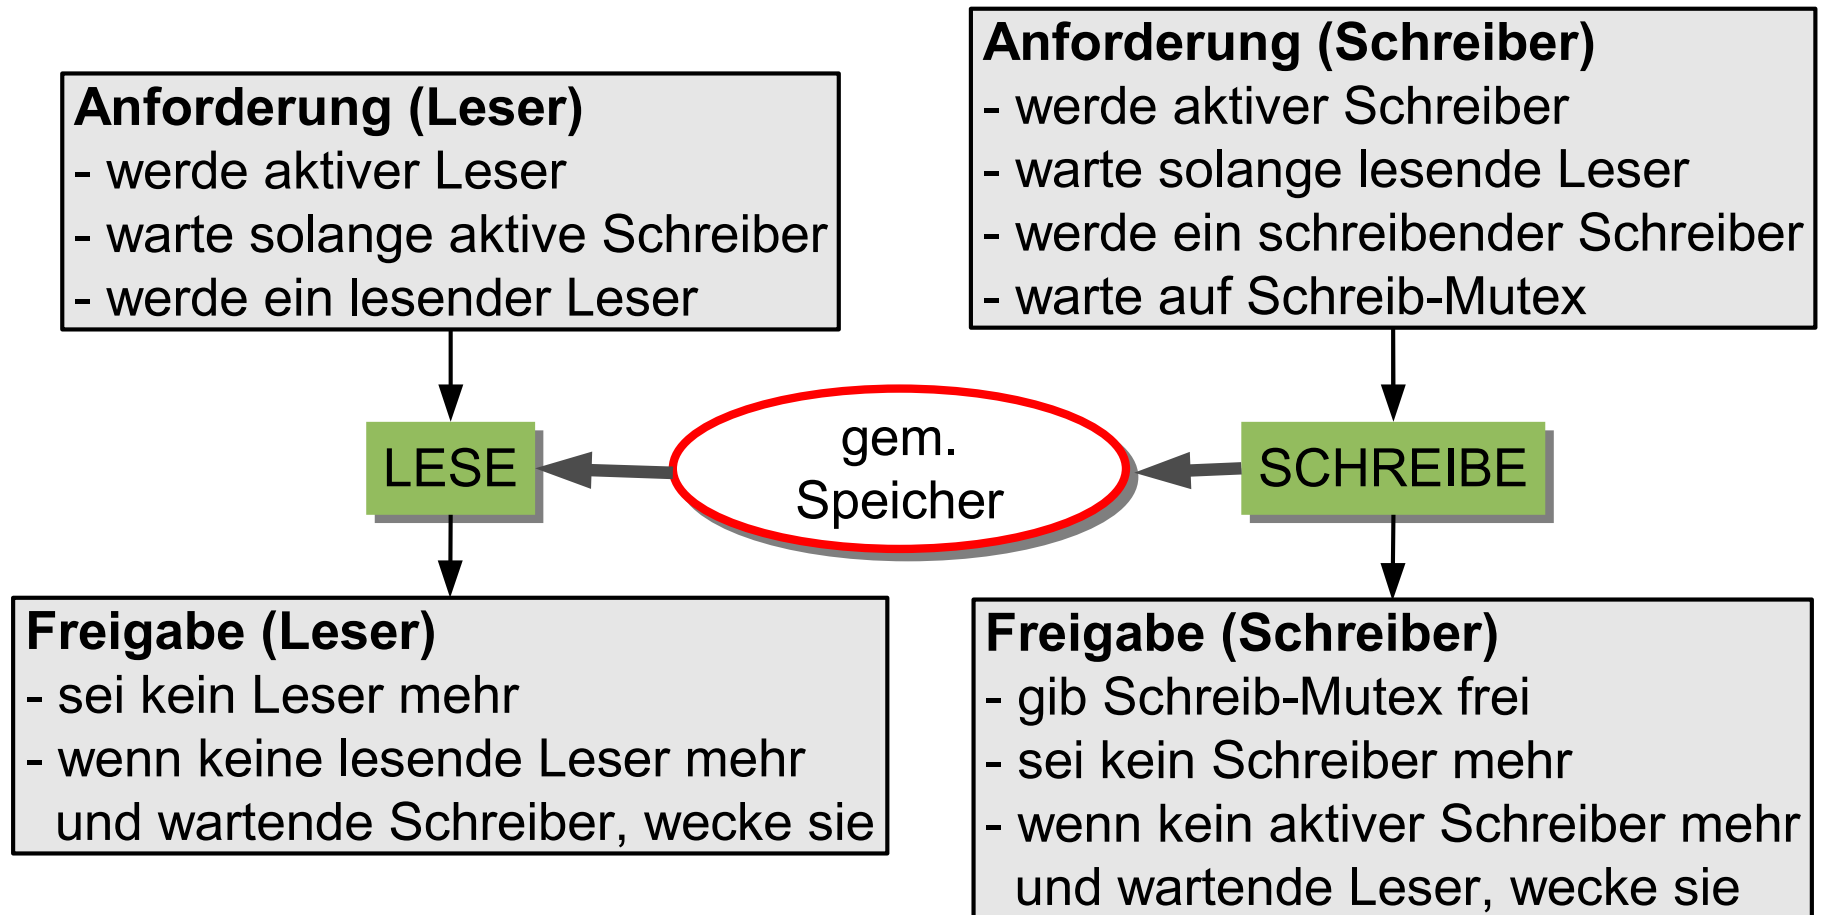 Anforderung (Leser)
- werde aktiver Leser
- warte solange aktive Schreiber
- werde ein lesender Leser
Anforderung (Schreiber)
- werde aktiver Schreiber
- warte solange lesende Leser
- werde ein schreibender Schreiber
- warte auf Schreib-Mutex
LESE
gem.
Speicher
SCHREIBE
Freigabe (Leser)
- sei kein Leser mehr
- wenn keine lesende Leser mehr
und wartende Schreiber, wecke sie
Freigabe (Schreiber)
- gib Schreib-Mutex frei
- sei kein Schreiber mehr
- wenn kein aktiver Schreiber mehr
und wartende Leser, wecke sie